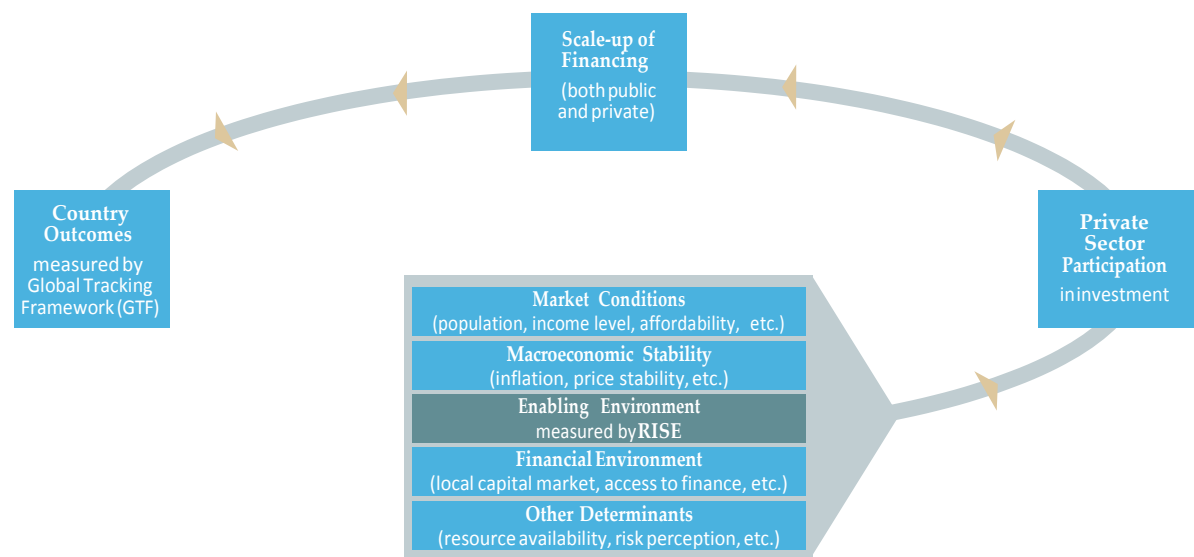 Scale-up of
Financing
(both public
and private)
Country
Outcomes
measured by
Global Tracking
Framework (GTF)
Private
Sector
Participation
in investment
Market Conditions
(population, income level, affordability, etc.)
Macroeconomic Stability
(inflation, price stability, etc.)
Enabling Environment
measured by RISE
Financial Environment
(local capital market, access to finance, etc.)
Other Determinants
(resource availability, risk perception, etc.)